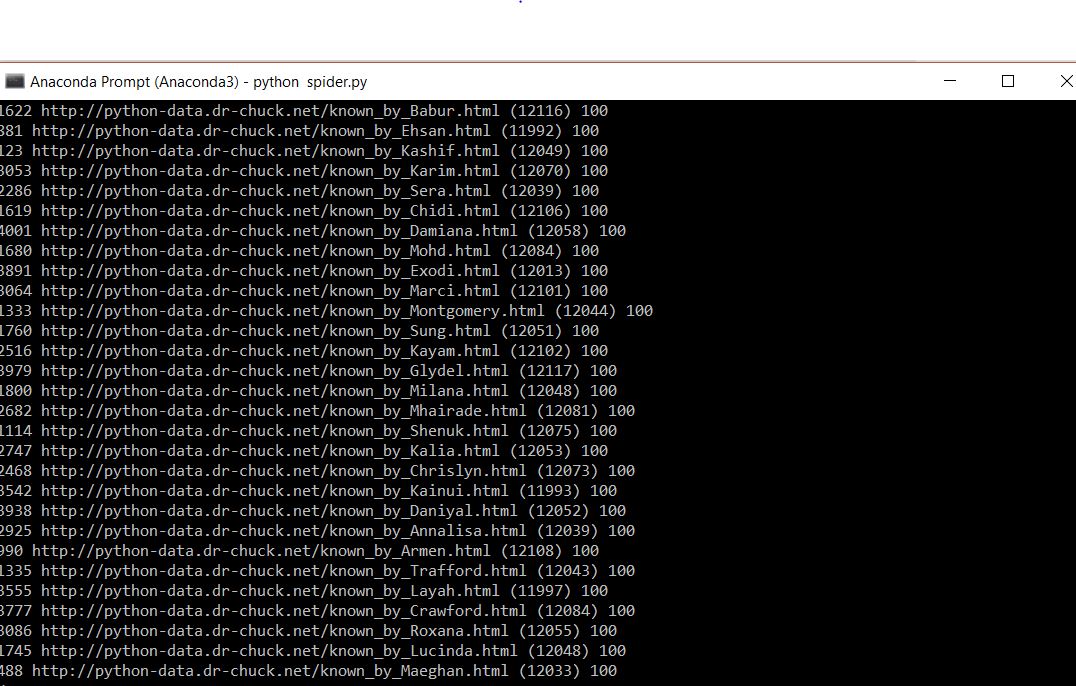 Anaconda Prompt (Anaconda3) - python  spider.py
1622 http://python-data.dr-chuck.net/known_by_Babur.html (12116) 100
381 http://python-data.dr-chuck.net/known_by_Ehsan.html (11992) 100
123 http://python-data.dr-chuck.net/known_by_Kashif.html (12049) 100
3053 http://python-data.dr-chuck.net/known_by_Karim.html (12070) 100
2286 http://python-data.dr-chuck.net/known_by_Sera.html (12039) 100
1619 http://python-data.dr-chuck.net/known_by_Chidi.html (12106) 100
4001 http://python-data.dr-chuck.net/known_by_Damiana.html (12058) 100
1680 http://python-data.dr-chuck.net/known_by_Mohd.html (12084) 100
3891 http://python-data.dr-chuck.net/known_by_Exodi.html (12013) 100
3064 http://python-data.dr-chuck.net/known_by_Marci.html (12101) 100
1333 http://python-data.dr-chuck.net/known_by_Montgomery.html (12044) 100
1760 http://python-data.dr-chuck.net/known_by_Sung.html (12051) 100
2516 http://python-data.dr-chuck.net/known_by_Kayam.html (12102) 100
3979 http://python-data.dr-chuck.net/known_by_Glydel.html (12117) 100
1800 http://python-data.dr-chuck.net/known_by_Milana.html (12048) 100
2682 http://python-data.dr-chuck.net/known_by_Mhairade.html (12081) 100
1114 http://python-data.dr-chuck.net/known_by_Shenuk.html (12075) 100
2747 http://python-data.dr-chuck.net/known_by_Kalia.html (12053) 100
2468 http://python-data.dr-chuck.net/known_by_Chrislyn.html (12073) 100
3542 http://python-data.dr-chuck.net/known_by_Kainui.html (11993) 100
3938 http://python-data.dr-chuck.net/known_by_Daniyal.html (12052) 100
2925 http://python-data.dr-chuck.net/known_by_Annalisa.html (12039) 100
990 http://python-data.dr-chuck.net/known_by_Armen.html (12108) 100
1335 http://python-data.dr-chuck.net/known_by_Trafford.html (12043) 100
3555 http://python-data.dr-chuck.net/known_by_Layah.html (11997) 100
3777 http://python-data.dr-chuck.net/known_by_Crawford.html (12084) 100
3086 http://python-data.dr-chuck.net/known_by_Roxana.html (12055) 100
1745 http://python-data.dr-chuck.net/known_by_Lucinda.html (12048) 100
488 http://python-data.dr-chuck.net/known_by_Maeghan.html (12033) 100